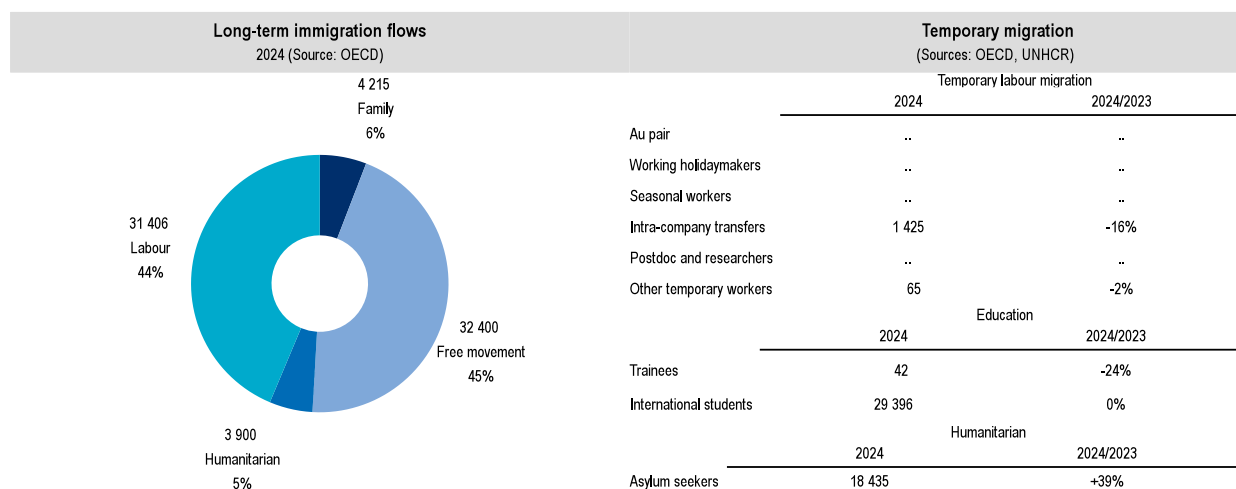 Long-term immigration flows
2024 (Source: OECD)
4 215
Family
6%
31 406
Labour
44%
32 400
Free movement
45%
3 900
Humanitarian
5%
Temporary migration
(Sources: OECD, UNHCR)
Temporary labour migration
2024 2024/2023
Au pair .. ..
Working holidaymakers .. ..
Seasonal workers .. ..
Intra-company transfers 1 425 -16%
Postdoc and researchers .. ..
Other temporary workers 65 -2%
Education
2024 2024/2023
Trainees 42 -24%
International students 29 396 0%
Humanitarian
2024 2024/2023
Asylum seekers 18 435 +39%